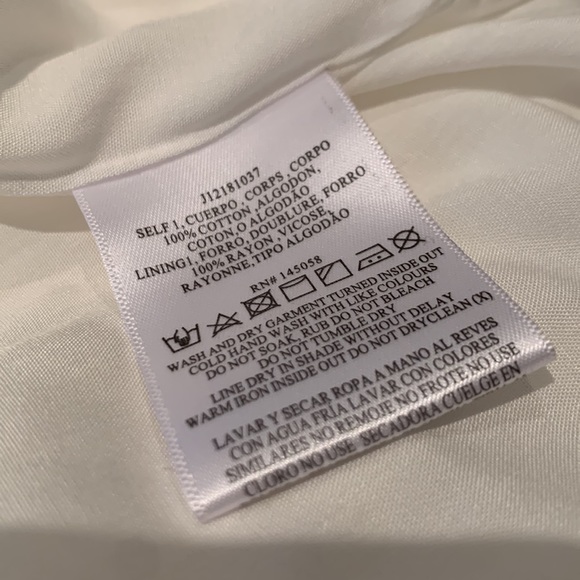 J12181037
SELF 1, CUERPO, CORPS, CORPO
100% COTTON, ALGODON,
COTON, O ALGODÃO
LINING1, FORRO, DOUBLURE, FORRO
100% RAYON, VICOSE,
RAYONNE, TIPO ALGODÃO
RN# 145058
WASH AND DRY GARMENT TURNED INSIDE OUT
COLD HAND WASH WITH LIKE COLOURS
DO NOT SOAK, RUB DO NOT BLEACH
DO NOT TUMBLE DRY
LINE DRY IN SHADE WITHOUT DELAY
WARM IRON INSIDE OUT DO NOT DRYCLEAN (X)
LAVAR Y SECAR ROPA A MANO AL REVES
CON AGUA FRÍA LAVAR CON COLORES
SIMILARES NO REMOJE NO FROTE NO USE
CLORO NO USE SECADORA CUELGE EN